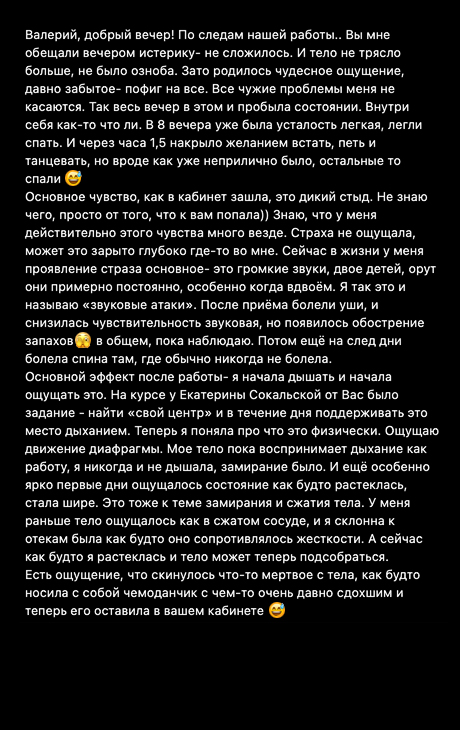 Валерий, добрый вечер! По следам нашей работы.. Вы мне
обещали вечером истерику- не сложилось. И тело не трясло
больше, не было озноба. Зато родилось чудесное ощущение,
давно забытое- пофиг на все. Все чужие проблемы меня не
касаются. Так весь вечер в этом и пробыла состоянии. Внутри
себя как-то что ли. В 8 вечера уже была усталость легкая, легли
спать. И через часа 1,5 накрыло желанием встать, петь и
танцевать, но вроде как уже неприлично было, остальные то
спали 😅
Основное чувство, как в кабинет зашла, это дикий стыд. Не знаю
чего, просто от того, что к вам попала)) Знаю, что у меня
действительно этого чувства много везде. Страха не ощущала,
может это зарыто глубоко где-то во мне. Сейчас в жизни у меня
проявление страза основное- это громкие звуки, двое детей, орут
они примерно постоянно, особенно когда вдвоём. Я так это и
называю «звуковые атаки». После приёма болели уши, и
снизилась чувствительность звуковая, но появилось обострение
запахов🫣 в общем, пока наблюдаю. Потом ещё на след дни
болела спина там, где обычно никогда не болела.
Основной эффект после работы- я начала дышать и начала
ощущать это. На курсе у Екатерины Сокальской от Вас было
задание - найти «свой центр» и в течение дня поддерживать это
место дыханием. Теперь я поняла про что это физически. Ощущаю
движение диафрагмы. Мое тело пока воспринимает дыхание как
работу, я никогда и не дышала, замирание было. И ещё особенно
ярко первые дни ощущалось состояние как будто растеклась,
стала шире. Это тоже к теме замирания и сжатия тела. У меня
раньше тело ощущалось как в сжатом сосуде, и я склонна к
отекам была как будто оно сопротивлялось жесткости. А сейчас
как будто я растеклась и тело может теперь подсобраться.
Есть ощущение, что скинулось что-то мертвое с тела, как будто
носила с собой чемоданчик с чем-то очень давно сдохшим и
теперь его оставила в вашем кабинете 😅